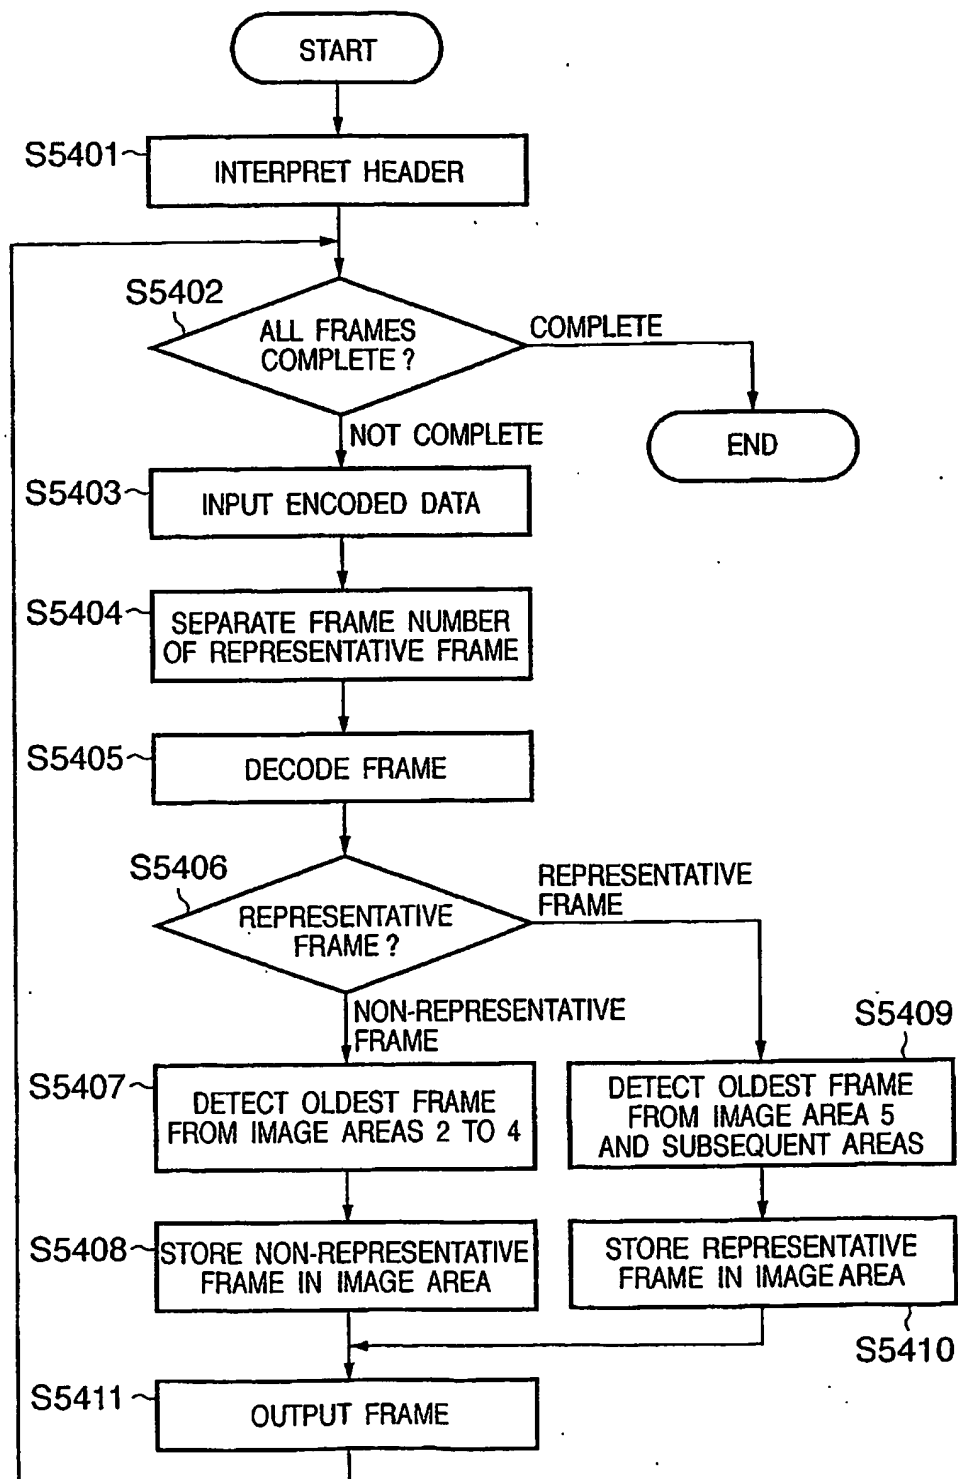 START
S5401
INTERPRET HEADER
S5402
ALL FRAMES
COMPLETE ?
COMPLETE
NOT COMPLETE
END
S5403
INPUT ENCODED DATA
S5404
SEPARATE FRAME NUMBER
OF REPRESENTATIVE FRAME
S5405
DECODE FRAME
S5406
REPRESENTATIVE
FRAME ?
REPRESENTATIVE
FRAME
NON-REPRESENTATIVE
FRAME
S5407
DETECT OLDEST FRAME
FROM IMAGE AREAS 2 TO 4
S5409
DETECT OLDEST FRAME
FROM IMAGE AREA 5
AND SUBSEQUENT AREAS
S5408
STORE NON-REPRESENTATIVE
FRAME IN IMAGE AREA
STORE REPRESENTATIVE
FRAME IN IMAGE AREA
S5410
S5411
OUTPUT FRAME